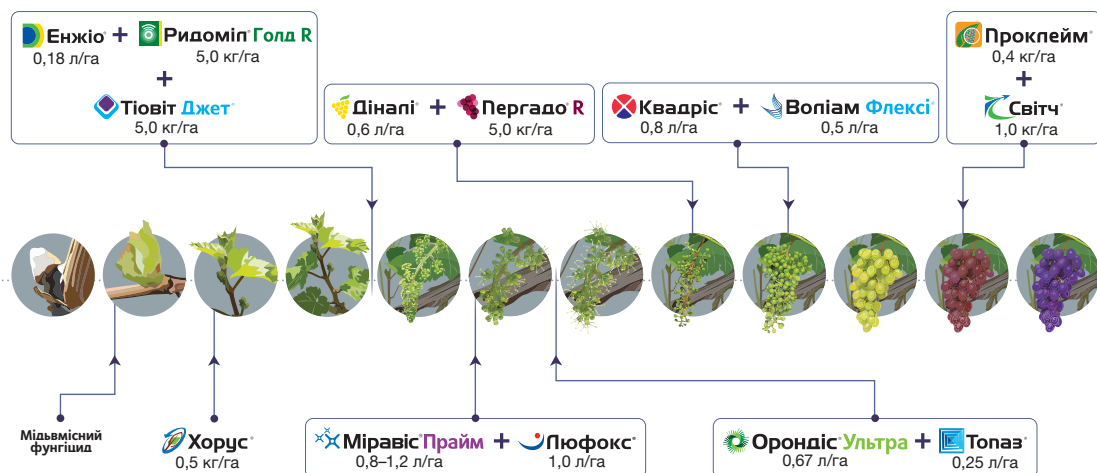 Енжіо® + Ридоміл® Голд R
0,18 л/га 5,0 кг/га
+
Тіовіт Джет®
5,0 кг/га
Діналі® + Пергадо® R
0,6 л/га 5,0 кг/га
Квадріс® + Воліам Флексі®
0,8 л/га 0,5 л/га
Проклейм®
0,4 кг/га
+
Світч®
1,0 кг/га
Мідьвмісний
фунгіцид
Хорус®
0,5 кг/га
Міравіс® Прайм + Люфокс®
0,8–1,2 л/га 1,0 л/га
Орондіс® Ультра + Топаз®
0,67 л/га 0,25 л/га